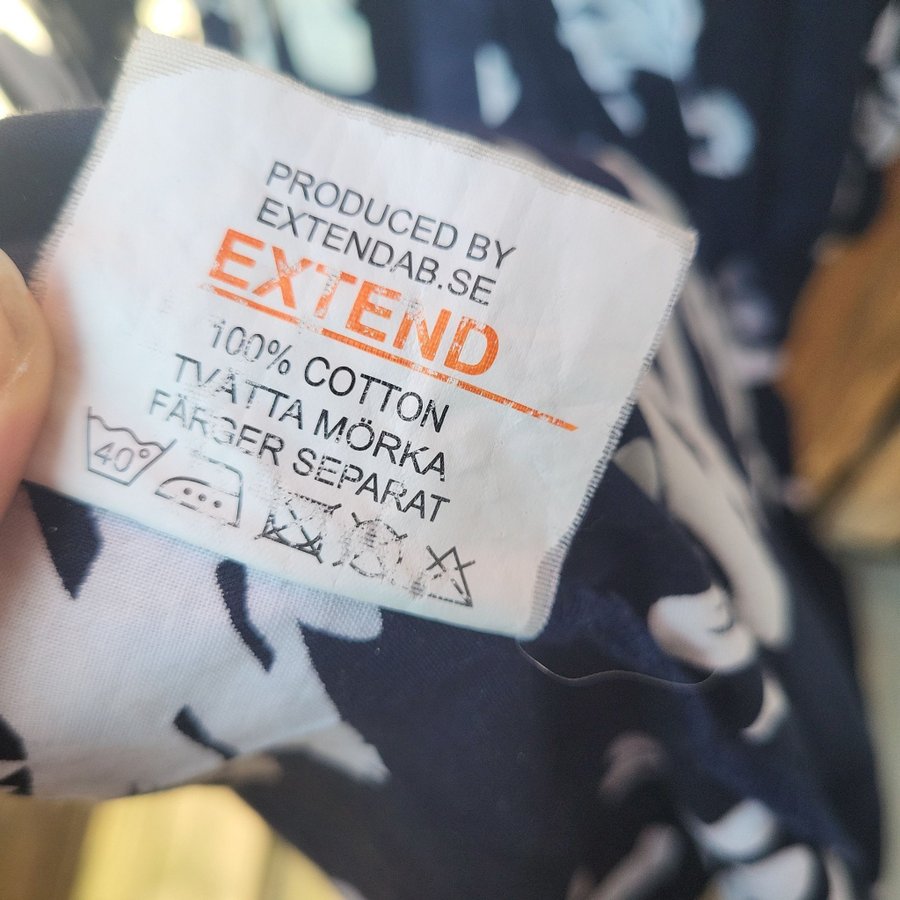 PRODUCED BY
EXTENDAB.SE
EXTEND
100% COTTON
TVÄTTA MÖRKA
FÄRGER SEPARAT
40°